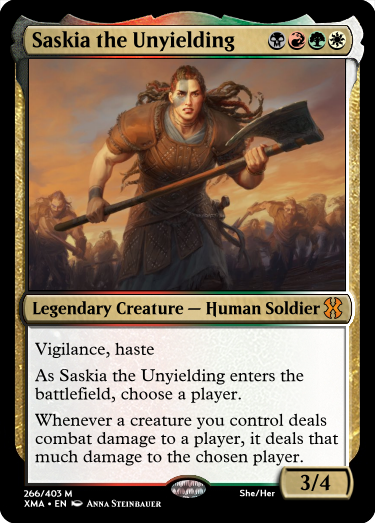 Saskia the Unyielding
Legendary Creature — Human Soldier
Vigilance, haste
As Saskia the Unyielding enters the
battlefield, choose a player.
Whenever a creature you control deals
combat damage to a player, it deals that
much damage to the chosen player.
3/4
266/403 M
She/Her
XMA • EN Anna Steinbauer